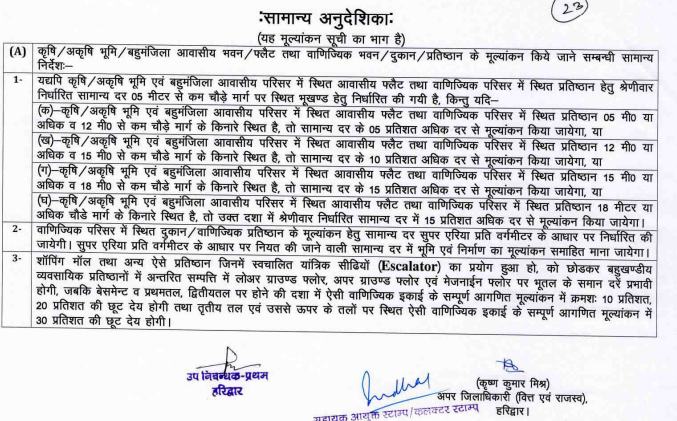 23
:सामान्य अनुदेशिका:
(यह मूल्यांकन सूची का भाग है)
(A) कृषि/अकृषि भूमि/बहुमंजिला आवासीय भवन/फ्लैट तथा वाणिज्यिक भवन/दुकान/प्रतिष्ठान के मूल्यांकन किये जाने सम्बन्धी सामान्य
निर्देशः—
1- यद्यपि कृषि/अकृषि भूमि एवं बहुमंजिला आवासीय परिसर में स्थित आवासीय फ्लैट तथा वाणिज्यिक परिसर में स्थित प्रतिष्ठान हेतु श्रेणीवार
निर्धारित सामान्य दर 05 मीटर से कम चौड़े मार्ग पर स्थित भूखण्ड हेतु निर्धारित की गयी है, किन्तु यदि—
(क)—कृषि/अकृषि भूमि एवं बहुमंजिला आवासीय परिसर में स्थित आवासीय फ्लैट तथा वाणिज्यिक परिसर में स्थित प्रतिष्ठान 05 मी0 या
अधिक व 12 मी0 से कम चौड़े मार्ग के किनारे स्थित है, तो सामान्य दर के 05 प्रतिशत अधिक दर से मूल्यांकन किया जायेगा, या
(ख)—कृषि/अकृषि भूमि एवं बहुमंजिला आवासीय परिसर में स्थित आवासीय फ्लैट तथा वाणिज्यिक परिसर में स्थित प्रतिष्ठान 12 मी0 या
अधिक व 15 मी0 से कम चौडे मार्ग के किनारे स्थित है, तो सामान्य दर के 10 प्रतिशत अधिक दर से मूल्यांकन किया जायेगा, या
(ग)—कृषि/अकृषि भूमि एवं बहुमंजिला आवासीय परिसर में स्थित आवासीय फ्लैट तथा वाणिज्यिक परिसर में स्थित प्रतिष्ठान 15 मी0 या
अधिक व 18 मी0 से कम चौड़े मार्ग के किनारे स्थित है, तो सामान्य दर के 15 प्रतिशत अधिक दर से मूल्यांकन किया जायेगा, या
(घ)—कृषि/अकृषि भूमि एवं बहुमंजिला आवासीय परिसर में स्थित आवासीय फ्लैट तथा वाणिज्यिक परिसर में स्थित प्रतिष्ठान 18 मीटर या
अधिक चौडे मार्ग के किनारे स्थित है, तो उक्त दशा में श्रेणीवार निर्धारित सामान्य दर में 15 प्रतिशत अधिक दर से मूल्यांकन किया जायेगा।
2- वाणिज्यिक परिसर में स्थित दुकान/वाणिज्यिक प्रतिष्ठान के मूल्यांकन हेतु सामान्य दर सुपर एरिया प्रति वर्गमीटर के आधार पर निर्धारित की
जायेगी। सुपर एरिया प्रति वर्गमीटर के आधार पर नियत की जाने वाली सामान्य दर में भूमि एवं निर्माण का मूल्यांकन समाहित माना जायेगा।
3- शॉपिंग मॉल तथा अन्य ऐसे प्रतिष्ठान जिनमें स्वचालित यांत्रिक सीढियों (Escalator) का प्रयोग हुआ हो, को छोडकर बहुखण्डीय
व्यवसायिक प्रतिष्ठानों में अन्तरित सम्पत्ति में लोअर ग्राउण्ड फ्लोर, अपर ग्राउण्ड फ्लोर एवं मेजनाईन फ्लोर पर भूतल के समान दरें प्रभावी
होगी, जबकि बेसमेन्ट व प्रथमतल, द्वितीयतल पर होने की दशा में ऐसी वाणिज्यिक इकाई के सम्पूर्ण आगणित मूल्यांकन में क्रमशः 10 प्रतिशत,
20 प्रतिशत की छूट देय होगी तथा तृतीय तल एवं उससे ऊपर के तलों पर स्थित ऐसी वाणिज्यिक इकाई के सम्पूर्ण आगणित मूल्यांकन में
30 प्रतिशत की छूट देय होगी।
उप निबन्धक-प्रथम
हरिद्वार
(कृष्ण कुमार मिश्र)
अपर जिलाधिकारी (वित्त एवं राजस्व),
हरिद्वार।
सहायक आयुक्त स्टाम्प/कलक्टर स्टाम्प